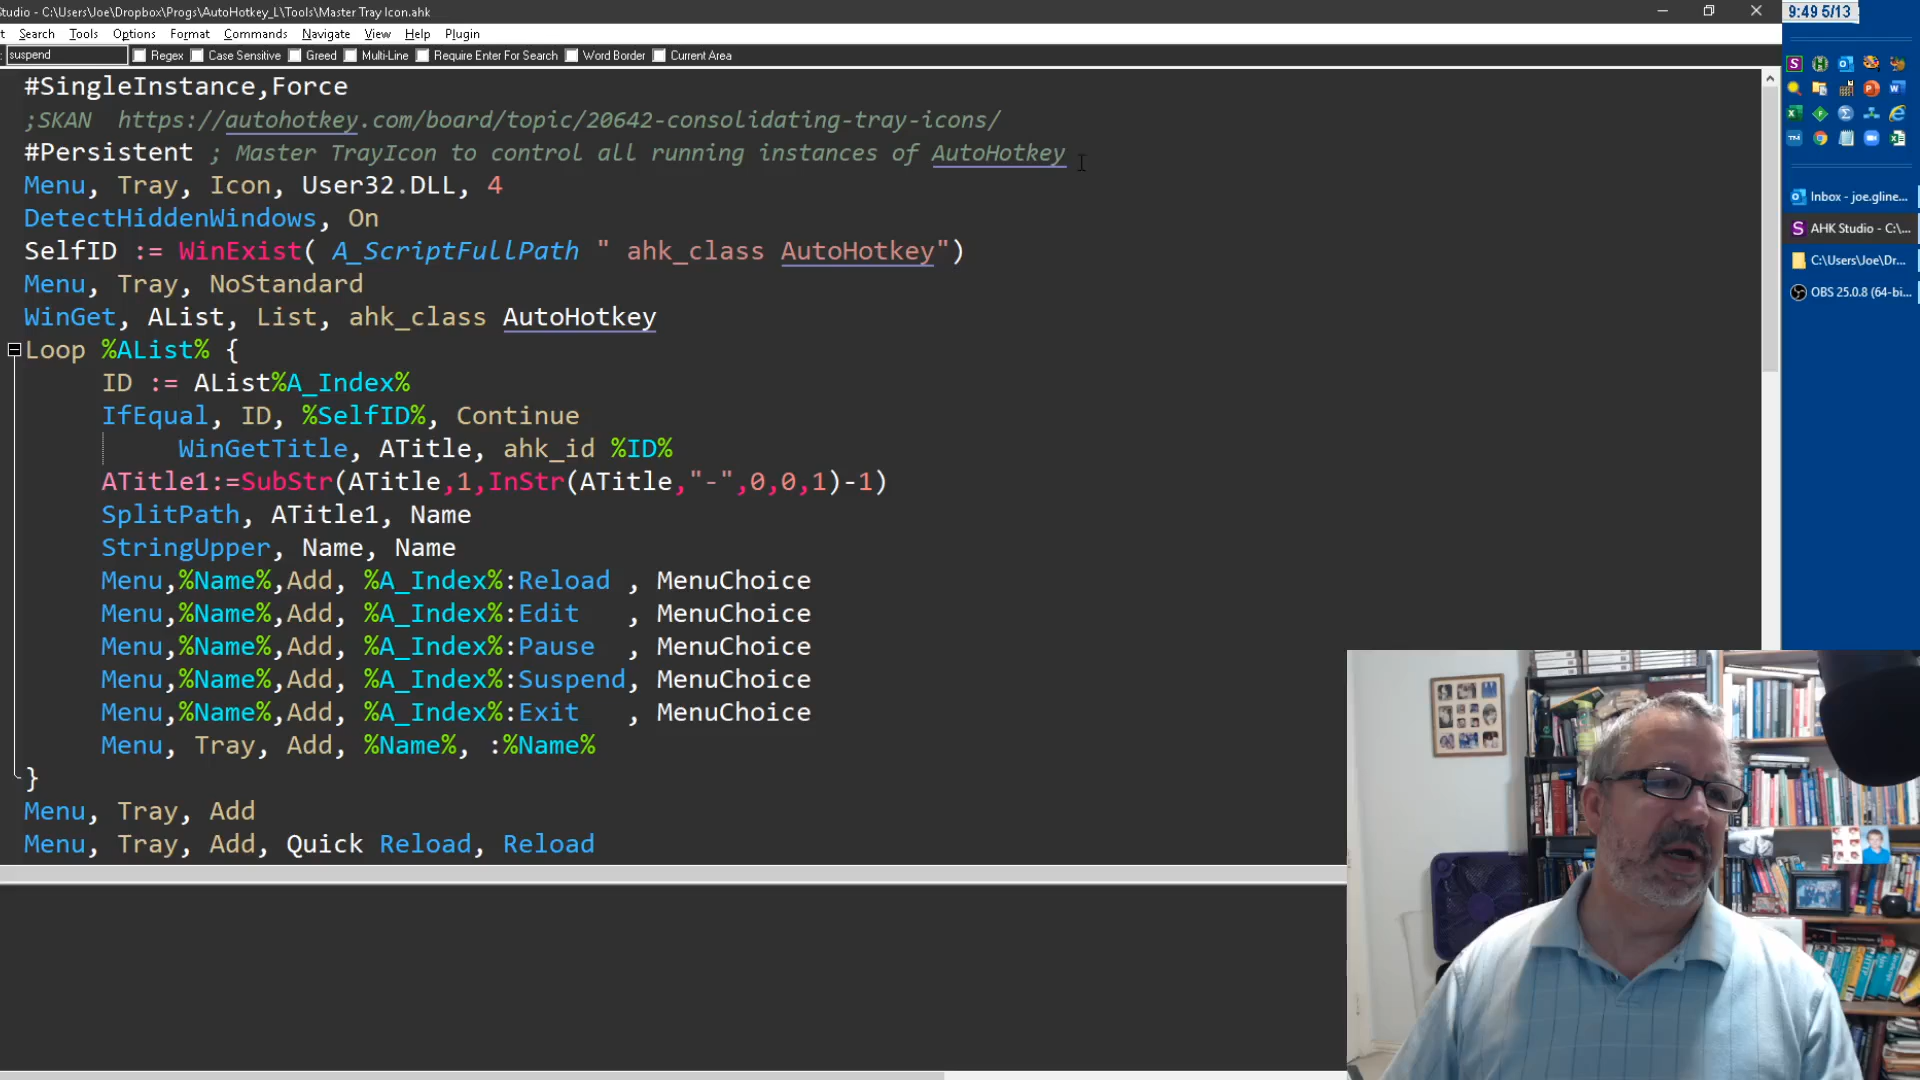 Studio - C:\Users\Joe\Dropbox\Progs\AutoHotkey_L\Tools\Master Tray Icon.ahk
9:49 5/13
t Search Tools Options Format Commands Navigate View Help Plugin
: suspend Regex Case Sensitive Greed Multi-Line Require Enter For Search Word Border Current Area
#SingleInstance,Force
;SKAN  https://autohotkey.com/board/topic/20642-consolidating-tray-icons/
#Persistent ; Master TrayIcon to control all running instances of AutoHotkey
Menu, Tray, Icon, User32.DLL, 4
DetectHiddenWindows, On
SelfID := WinExist( A_ScriptFullPath " ahk_class AutoHotkey")
Menu, Tray, NoStandard
WinGet, AList, List, ahk_class AutoHotkey
Loop %AList% {
ID := AList%A_Index%
IfEqual, ID, %SelfID%, Continue
WinGetTitle, ATitle, ahk_id %ID%
ATitle1:=SubStr(ATitle,1,InStr(ATitle,"-",0,0,1)-1)
SplitPath, ATitle1, Name
StringUpper, Name, Name
Menu,%Name%,Add, %A_Index%:Reload , MenuChoice
Menu,%Name%,Add, %A_Index%:Edit   , MenuChoice
Menu,%Name%,Add, %A_Index%:Pause  , MenuChoice
Menu,%Name%,Add, %A_Index%:Suspend, MenuChoice
Menu,%Name%,Add, %A_Index%:Exit   , MenuChoice
Menu, Tray, Add, %Name%, :%Name%
}
Menu, Tray, Add
Menu, Tray, Add, Quick Reload, Reload
Inbox - joe.gline...
AHK Studio - C:\...
C:\Users\Joe\Dr...
OBS 25.0.8 (64-bi...